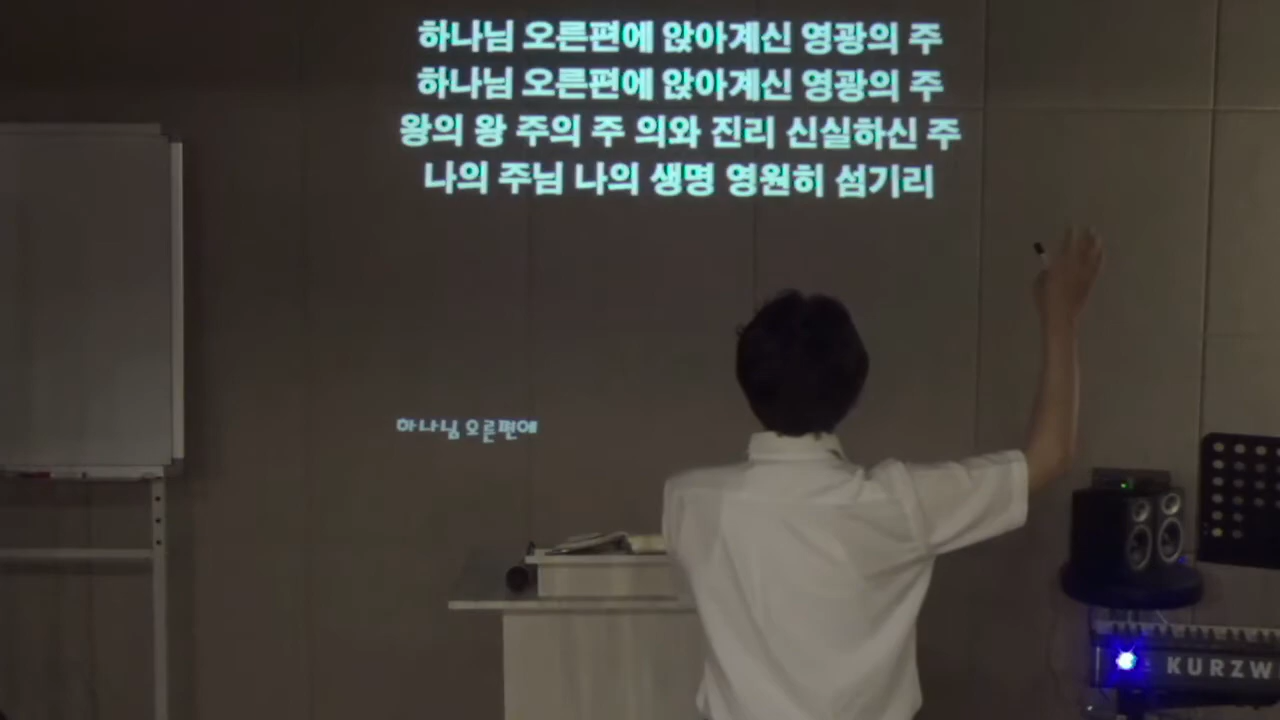 하나님 오른편에 앉아계신 영광의 주
하나님 오른편에 앉아계신 영광의 주
왕의 왕 주의 주 의와 진리 신실하신 주
나의 주님 나의 생명 영원히 섬기리
하나님 오른편에
KURZW